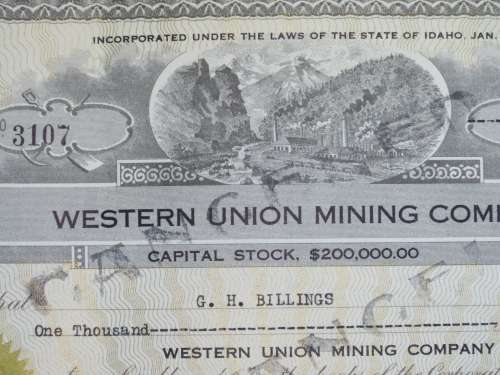 INCORPORATED UNDER THE LAWS OF THE STATE OF IDAHO, JAN.
3107
WESTERN UNION MINING COM
CAPITAL STOCK, $200,000.00
G. H. BILLINGS
One Thousand
WESTERN UNION MINING COMPANY